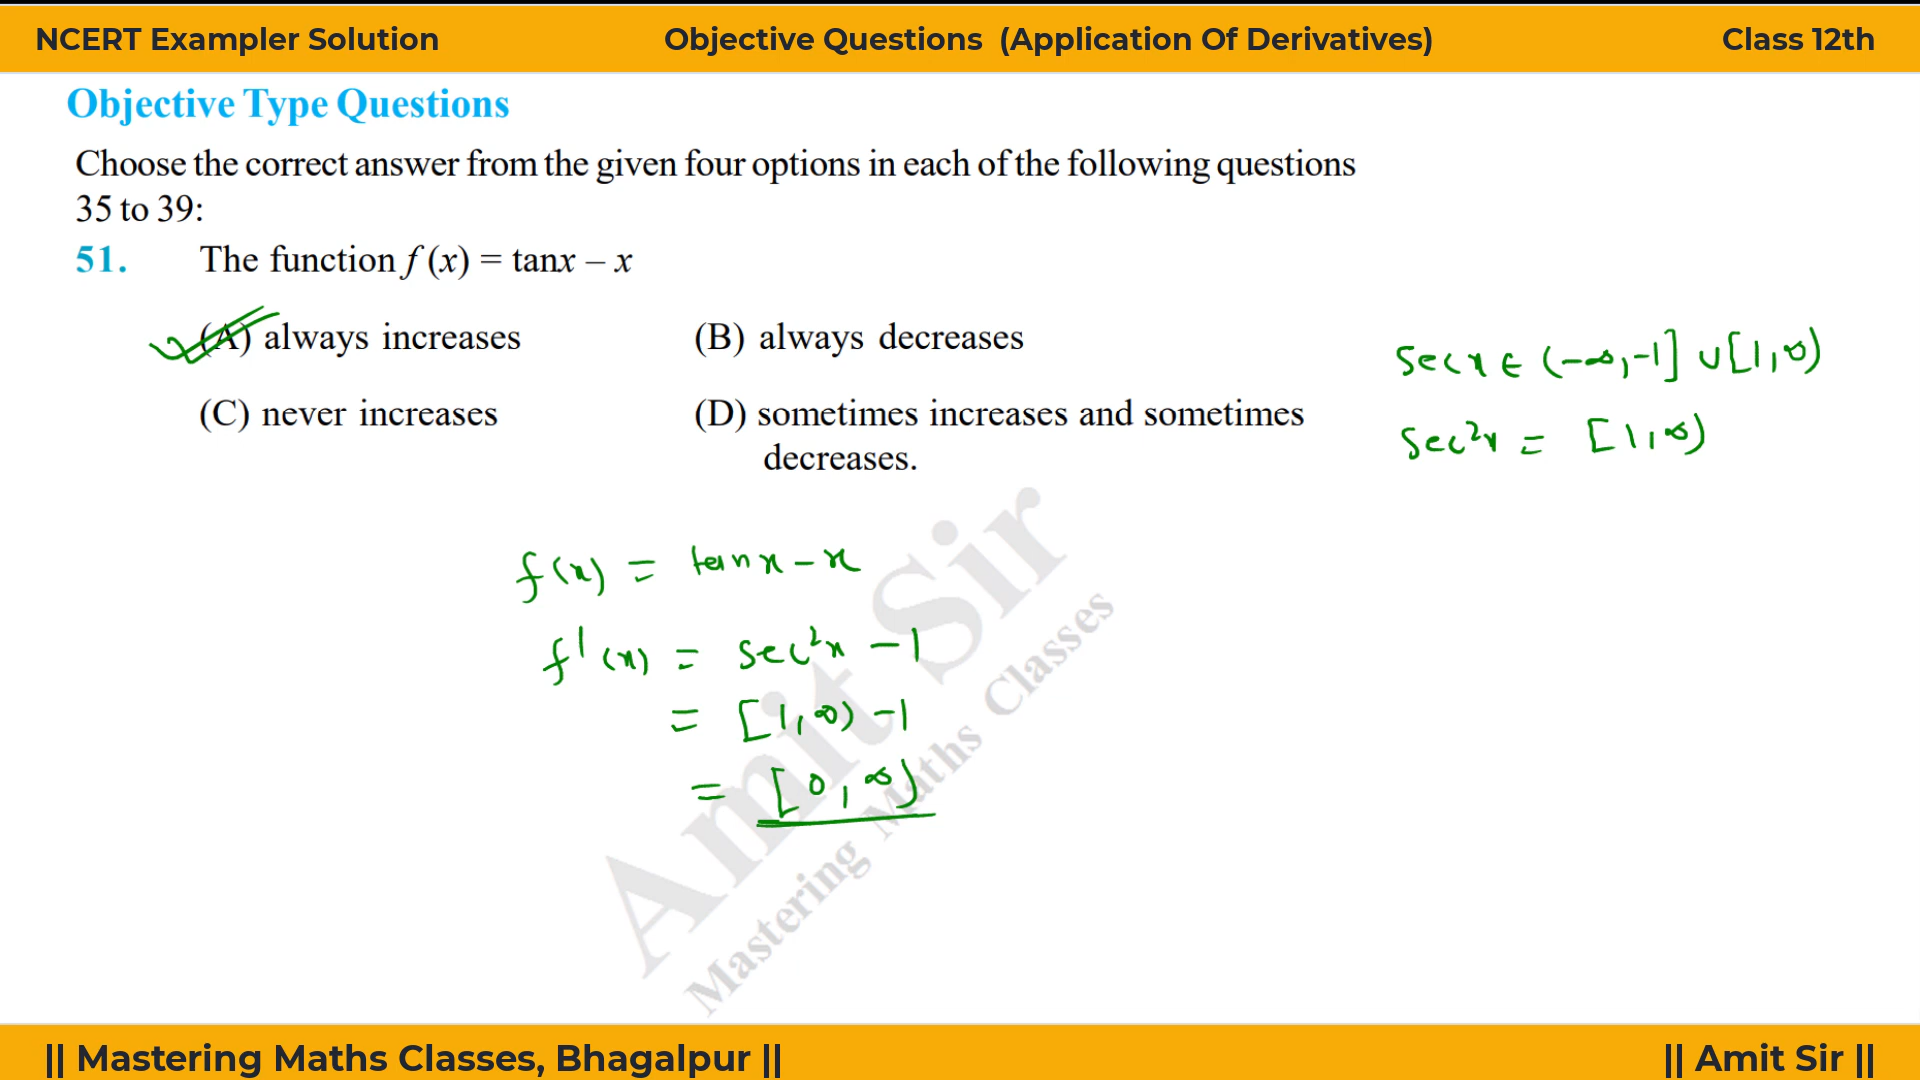 NCERT Exampler Solution Objective Questions (Application Of Derivatives) Class 12th
Objective Type Questions
Choose the correct answer from the given four options in each of the following questions
35 to 39:
51. The function f (x) = tanx – x
(A) always increases (B) always decreases
(C) never increases (D) sometimes increases and sometimes
decreases.
sec x ∈ (-∞,-1] ∪ [1,∞)
sec²x = [1,∞)
f(x) = tanx - x
f'(x) = sec²x - 1
= [1,∞) - 1
= [0,∞)
Amit Sir
Mastering Maths Classes
|| Mastering Maths Classes, Bhagalpur || || Amit Sir ||